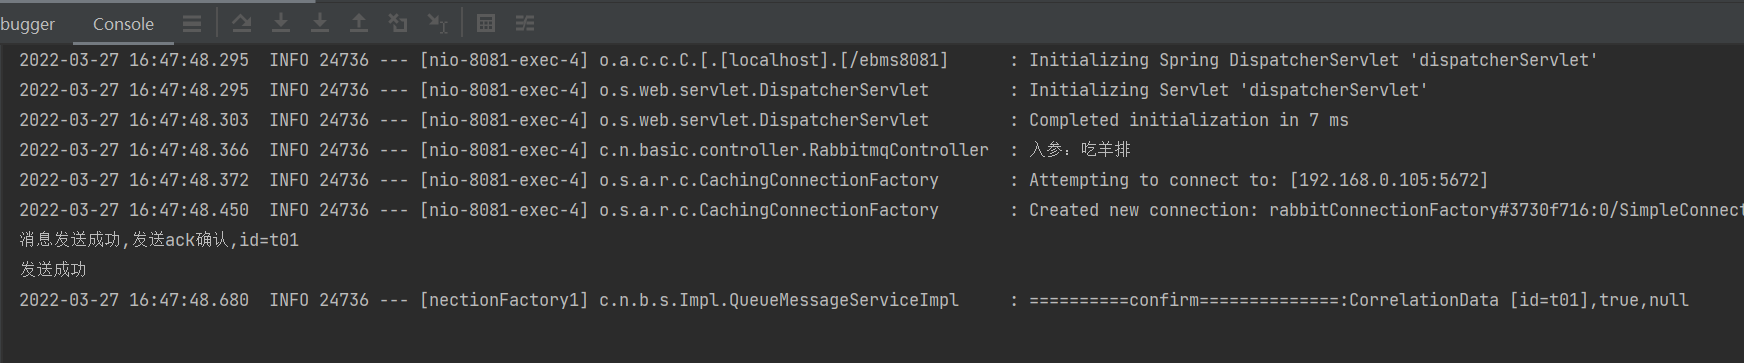 bugger Console
2022-03-27 16:47:48.295  INFO 24736 --- [nio-8081-exec-4] o.a.c.c.C.[.[localhost].[/ebms8081]      : Initializing Spring DispatcherServlet 'dispatcherServlet'
2022-03-27 16:47:48.295  INFO 24736 --- [nio-8081-exec-4] o.s.web.servlet.DispatcherServlet        : Initializing Servlet 'dispatcherServlet'
2022-03-27 16:47:48.303  INFO 24736 --- [nio-8081-exec-4] o.s.web.servlet.DispatcherServlet        : Completed initialization in 7 ms
2022-03-27 16:47:48.366  INFO 24736 --- [nio-8081-exec-4] c.n.basic.controller.RabbitmqController  : 入参：吃羊排
2022-03-27 16:47:48.372  INFO 24736 --- [nio-8081-exec-4] o.s.a.r.c.CachingConnectionFactory       : Attempting to connect to: [192.168.0.105:5672]
2022-03-27 16:47:48.450  INFO 24736 --- [nio-8081-exec-4] o.s.a.r.c.CachingConnectionFactory       : Created new connection: rabbitConnectionFactory#3730f716:0/SimpleConnect
消息发送成功,发送ack确认,id=t01
发送成功
2022-03-27 16:47:48.680  INFO 24736 --- [nectionFactory1] c.n.b.s.Impl.QueueMessageServiceImpl     : ==========confirm==============:CorrelationData [id=t01],true,null